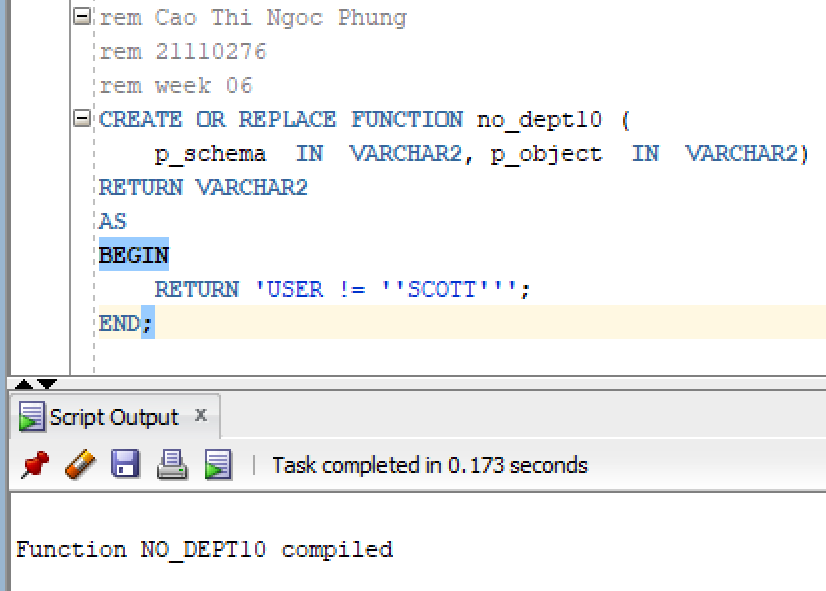 rem Cao Thi Ngoc Phung
rem 21110276
rem week 06
CREATE OR REPLACE FUNCTION no_dept10 (
    p_schema  IN  VARCHAR2, p_object  IN  VARCHAR2)
RETURN VARCHAR2
AS
BEGIN
    RETURN 'USER != ''SCOTT''';
END;
Script Output x
Task completed in 0.173 seconds
Function NO_DEPT10 compiled